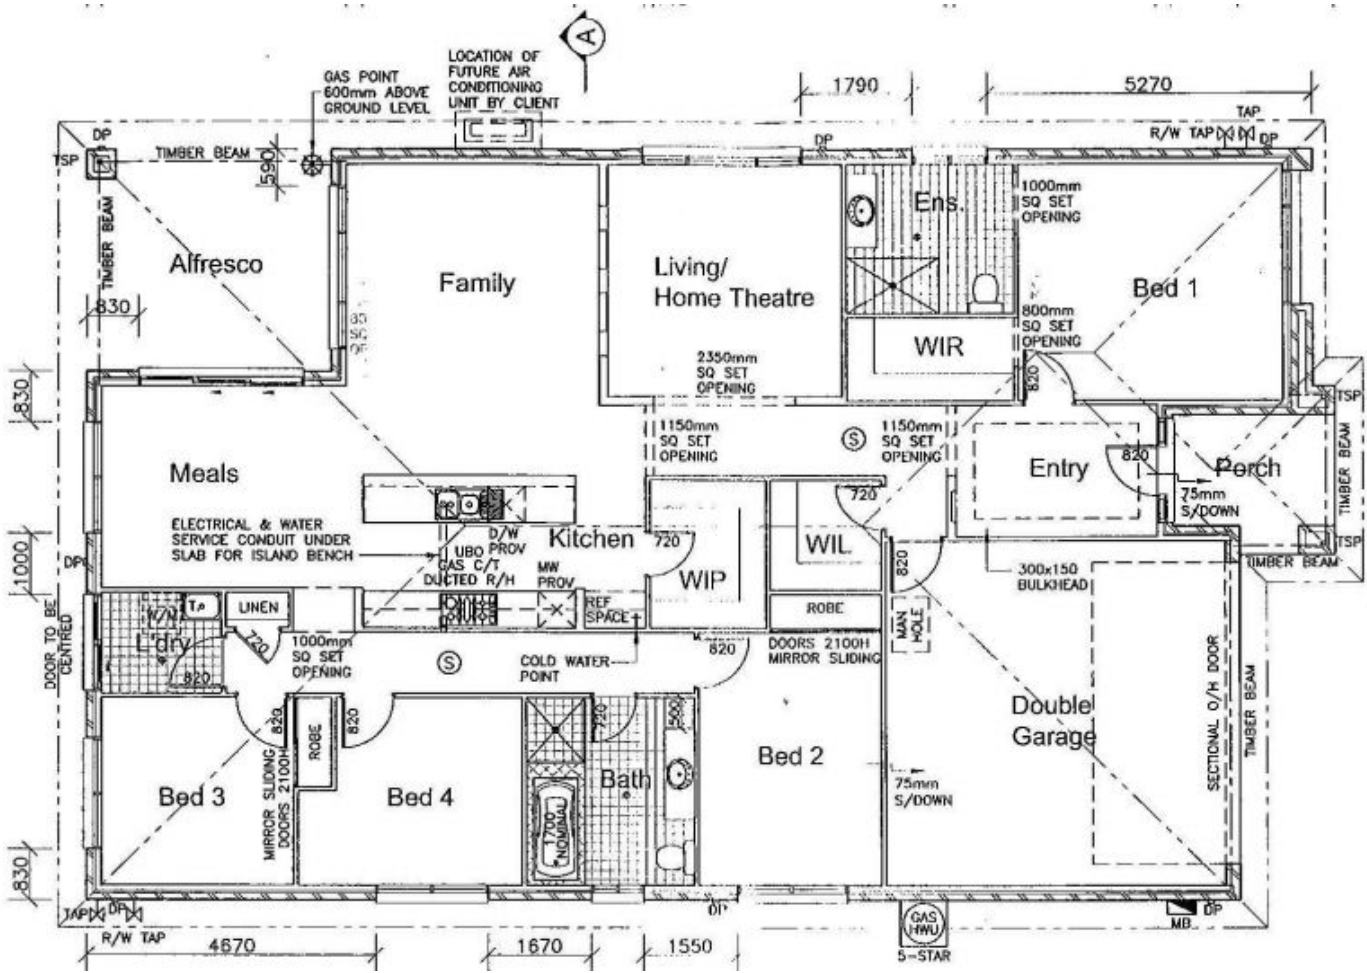 A
LOCATION OF
FUTURE AIR
CONDITIONING
UNIT BY CLIENT
GAS POINT
600mm ABOVE
GROUND LEVEL
1790
5270
TAP
R/W TAP
DP
DP
DP
TSP
TIMBER BEAM
590
TIMBER BEAM
Alfresco
830
Family
Living/
Home Theatre
Ens.
1000mm
SQ SET
OPENING
Bed 1
800mm
SQ SET
OPENING
WIR
820
2350mm
SQ SET
OPENING
830
1150mm
SQ SET
OPENING
S
1150mm
SQ SET
OPENING
TSP
Meals
Entry
820
Porch
75mm
S/DOWN
TIMBER BEAM
TSP
TIMBER BEAM
ELECTRICAL & WATER
SERVICE CONDUIT UNDER
SLAB FOR ISLAND BENCH
D/W
PROV
Kitchen
UBO
GAS C/T
DUCTED R/H
MW
PROV
720
WIP
720
WIL
820
300x150
BULKHEAD
1000
DP
DOOR TO BE
CENTRED
L'dry
LINEN
720
820
REF
SPACE
ROBE
MAN
HOLE
1000mm
SQ SET
OPENING
S
COLD WATER
POINT
820
DOORS 2100H
MIRROR SLIDING
Double
Garage
SECTIONAL O/H DOOR
TIMBER BEAM
820
ROBE
820
720
500
Bed 3
MIRROR SLIDING
DOORS 2100H
Bed 4
1700
NOMINAL
Bath
Bed 2
75mm
S/DOWN
830
TAP
DP
R/W TAP
DP
GAS
HWU
5-STAR
MB
DP
4670
1670
1550